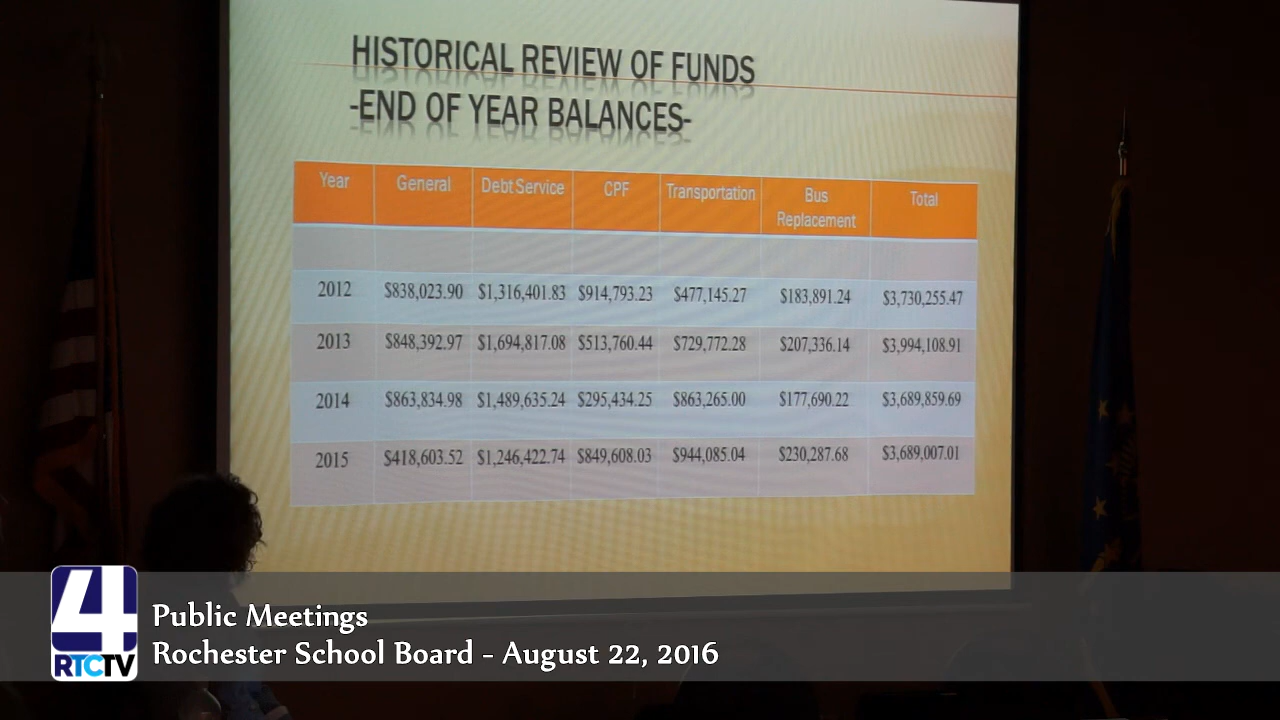 HISTORICAL REVIEW OF FUNDS
-END OF YEAR BALANCES-
Year General Debt Service CPF Transportation Bus Replacement Total
2012 $838,023.90 $1,316,401.83 $914,793.23 $477,145.27 $183,891.24 $3,730,255.47
2013 $848,392.97 $1,694,817.08 $513,760.44 $729,772.28 $207,336.14 $3,994,108.91
2014 $863,834.98 $1,489,635.24 $295,434.25 $863,265.00 $177,690.22 $3,689,859.69
2015 $418,603.52 $1,246,422.74 $849,608.03 $944,085.04 $230,287.68 $3,689,007.01
4
RTCTV
Public Meetings
Rochester School Board - August 22, 2016